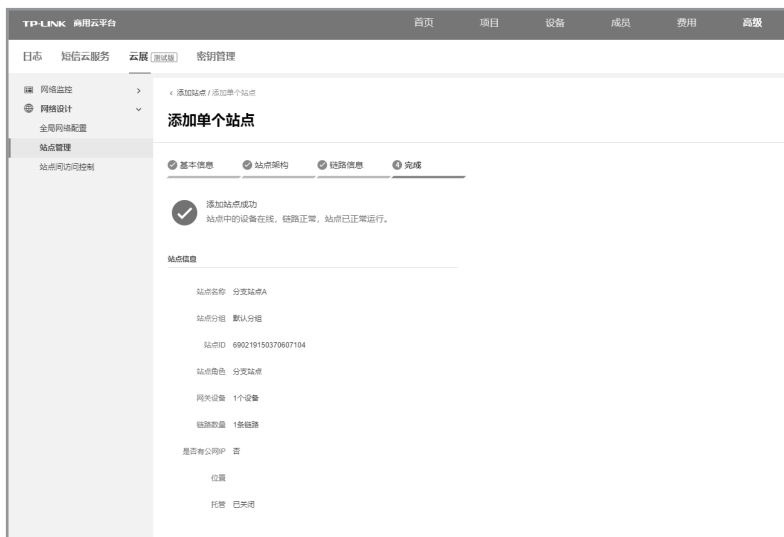 TP-LINK 商用云平台 首页 项目 设备 成员 费用 高级
日志 短信云服务 云展 测试版 密钥管理
网络监控
网络设计
全局网络配置
站点管理
站点间访问控制
< 添加站点 / 添加单个站点
添加单个站点
基本信息 站点架构 链路信息 4 完成
添加站点成功
站点中的设备在线，链路正常，站点已正常运行。
站点信息
站点名称 分支站点A
站点分组 默认分组
站点ID 690219150370607104
站点角色 分支站点
网关设备 1个设备
链路数量 1条链路
是否有公网IP 否
位置
托管 已关闭